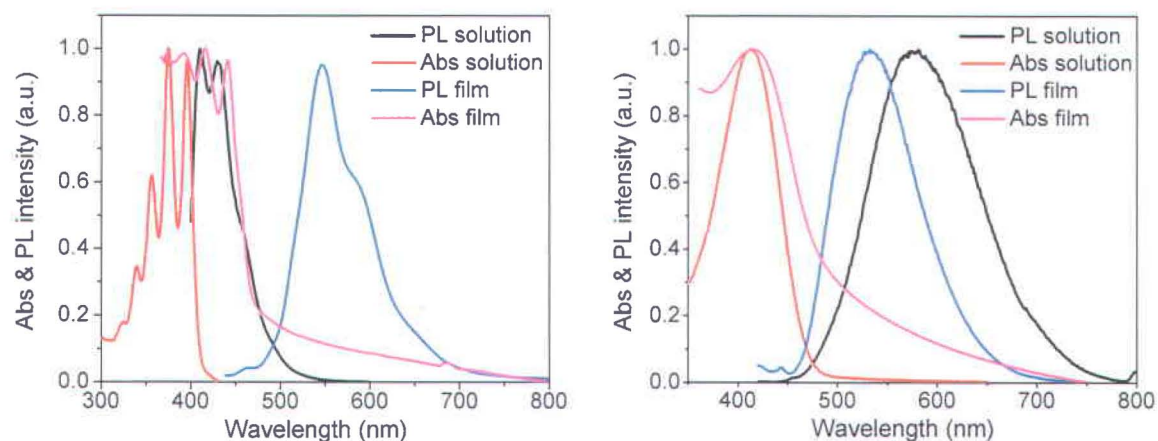 Abs & PL intensity (a.u.)
1.0
0.8
0.6
0.4
0.2
0.0
PL solution
Abs solution
PL film
Abs film
300 400 500 600 700 800
Wavelength (nm)
Abs & PL intensity (a.u.)
1.0
0.8
0.6
0.4
0.2
0.0
PL solution
Abs solution
PL film
Abs film
400 500 600 700 800
Wavelength (nm)